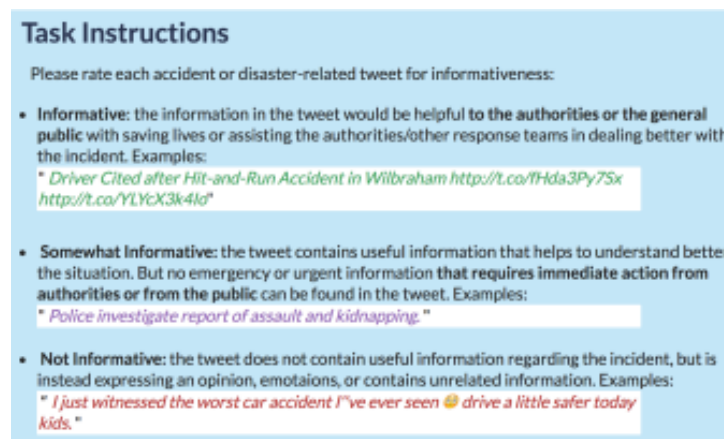 Task Instructions
Please rate each accident or disaster-related tweet for informativeness:
• Informative: the information in the tweet would be helpful to the authorities or the general
public with saving lives or assisting the authorities/other response teams in dealing better with
the incident. Examples:
" Driver Cited after Hit-and-Run Accident in Wilbraham http://t.co/fHda3Py7Sx
http://t.co/YLYcX3k4Io"
• Somewhat Informative: the tweet contains useful information that helps to understand bette
the situation. But no emergency or urgent information that requires immediate action from
authorities or from the public can be found in the tweet. Examples:
" Police investigate report of assault and kidnapping. "
• Not Informative: the tweet does not contain useful information regarding the incident, but is
instead expressing an opinion, emotaions, or contains unrelated information. Examples:
" I just witnessed the worst car accident I"ve ever seen 😅 drive a little safer today
kids. "